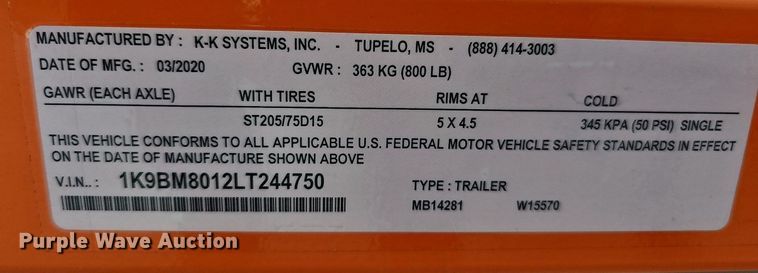 MANUFACTURED BY : K-K SYSTEMS, INC. - TUPELO, MS - (888) 414-3003
DATE OF MFG. : 03/2020 GVWR : 363 KG (800 LB)
GAWR (EACH AXLE) WITH TIRES RIMS AT COLD
ST205/75D15 5 X 4.5 345 KPA (50 PSI) SINGLE
THIS VEHICLE CONFORMS TO ALL APPLICABLE U.S. FEDERAL MOTOR VEHICLE SAFETY STANDARDS IN EFFECT
ON THE DATE OF MANUFACTURE SHOWN ABOVE
V.I.N.. : 1K9BM8012LT244750 TYPE : TRAILER
MB14281 W15570
Purple Wave Auction